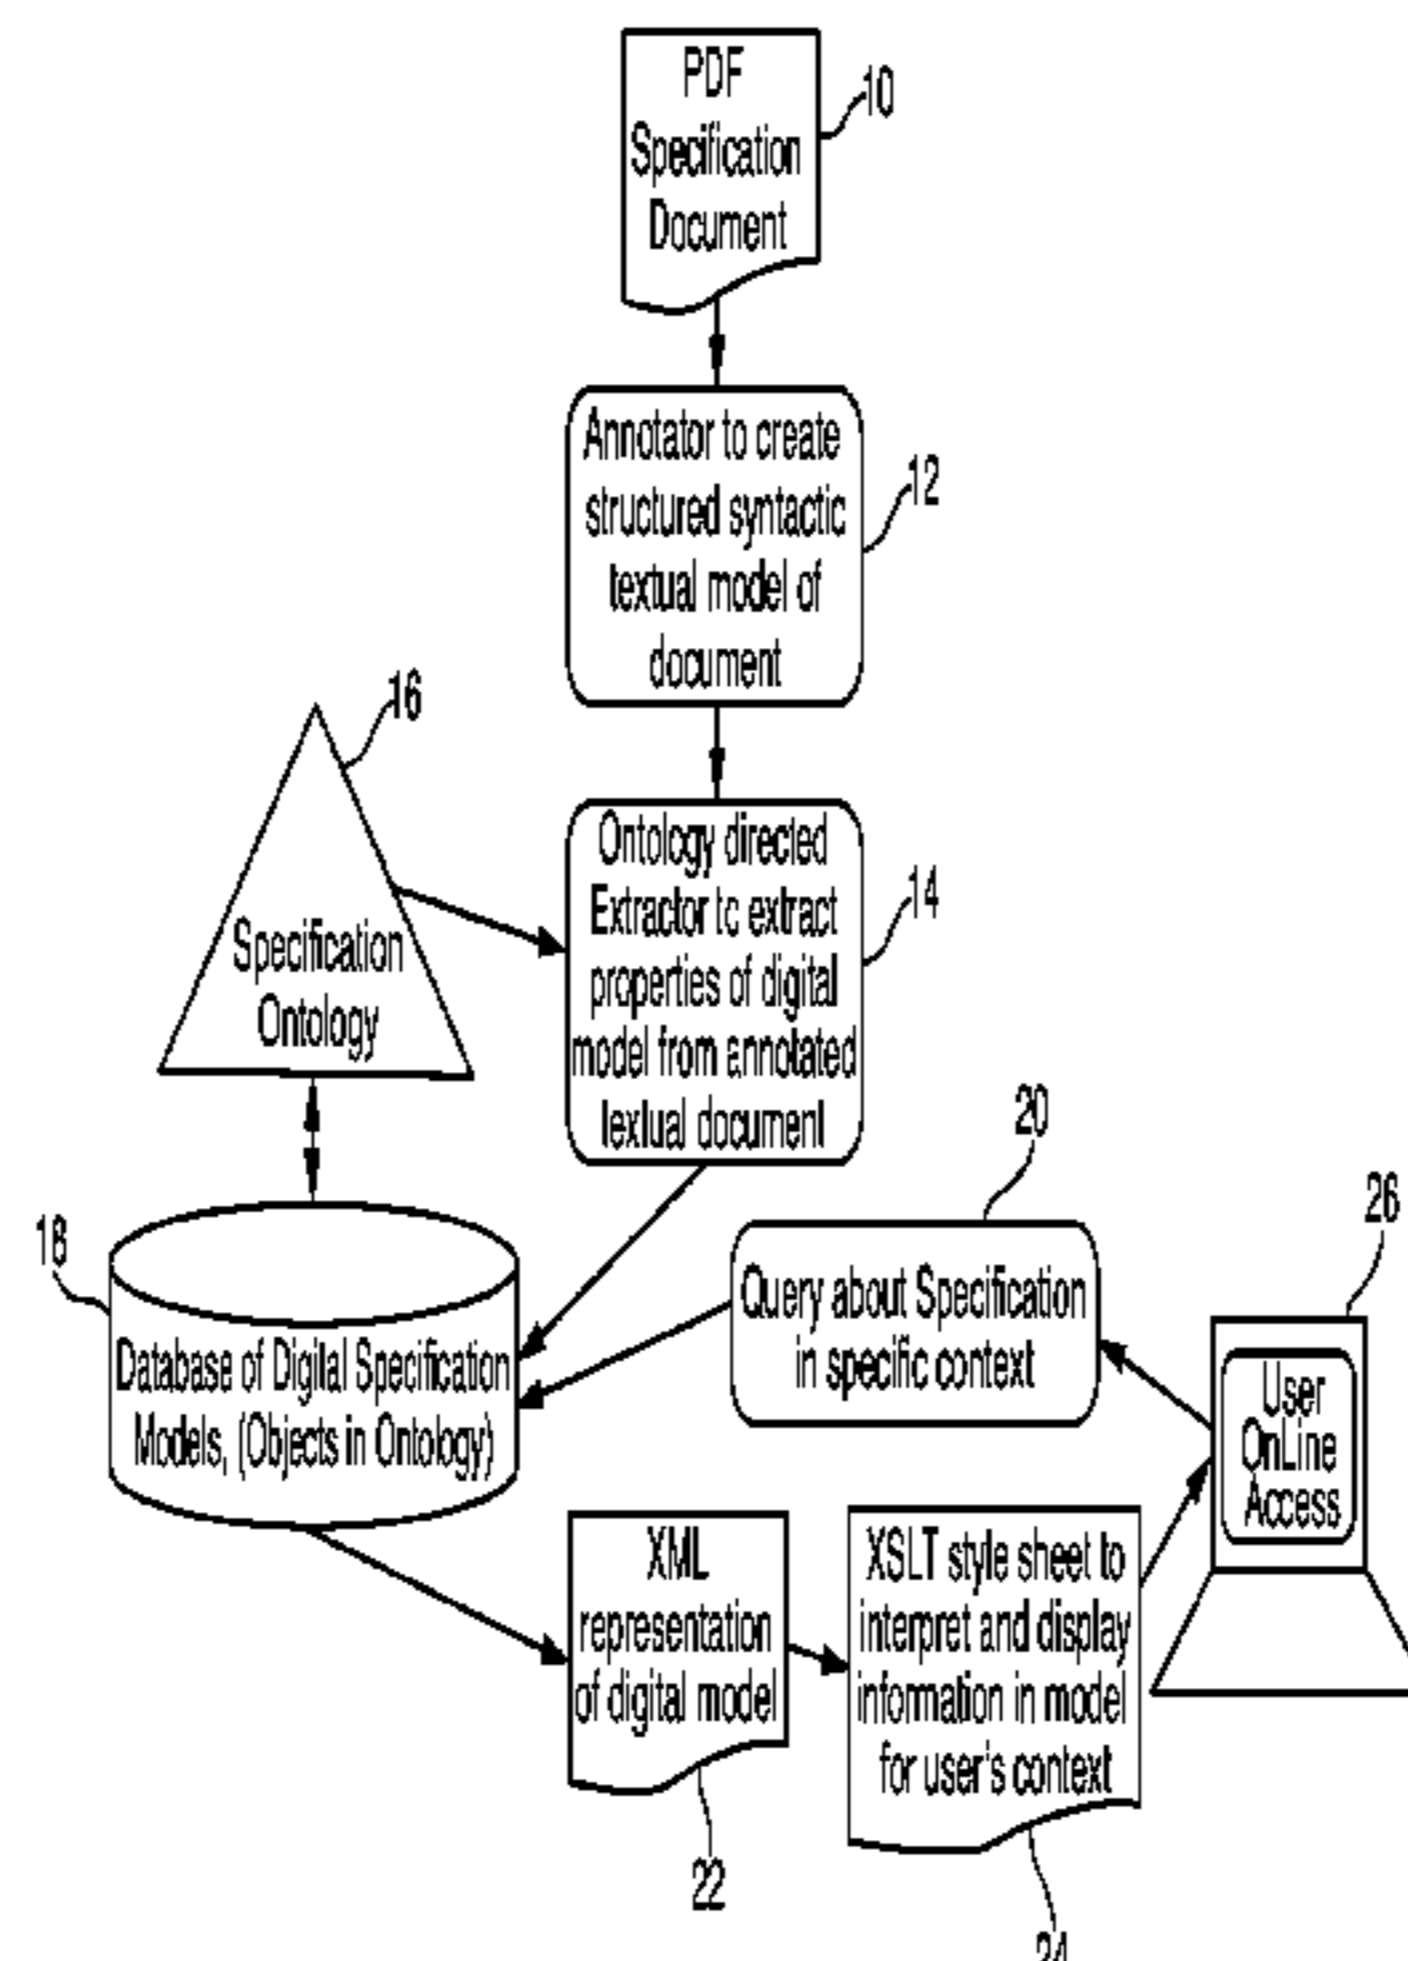 PDF
Specification
Document
10
Annotator to create
structured syntactic
textual model of
document
12
16
Specification
Ontology
Ontology directed
Extractor to extract
properties of digital
model from annotated
textual document
14
18
Database of Digital Specification
Models, (Objects in Ontology)
20
Query about Specification
in specific context
26
User
OnLine
Access
XML
representation
of digital model
22
XSLT style sheet to
interpret and display
information in model
for user's context
24